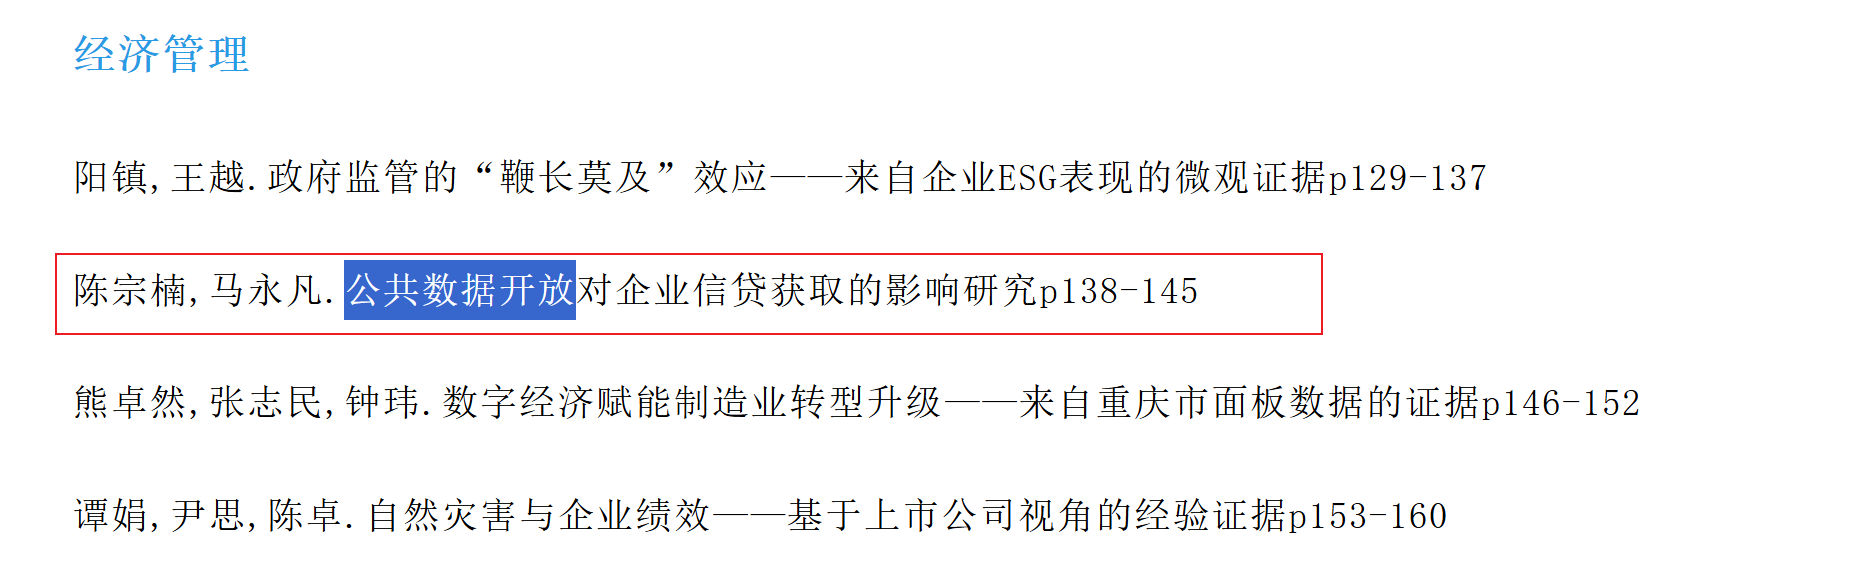 经济管理
阳镇,王越.政府监管的“鞭长莫及”效应——来自企业ESG表现的微观证据p129-137
陈宗楠,马永凡.公共数据开放对企业信贷获取的影响研究p138-145
熊卓然,张志民,钟玮.数字经济赋能制造业转型升级——来自重庆市面板数据的证据p146-152
谭娟,尹思,陈卓.自然灾害与企业绩效——基于上市公司视角的经验证据p153-160